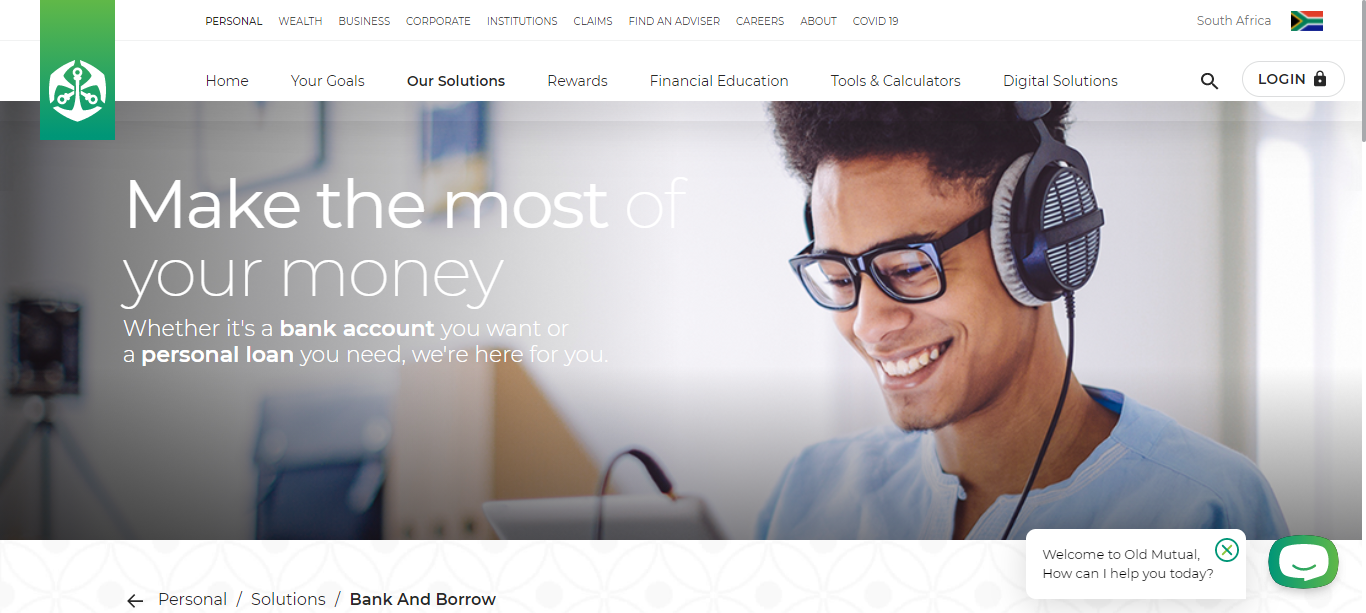 PERSONAL WEALTH BUSINESS CORPORATE INSTITUTIONS CLAIMS FIND AN ADVISER CAREERS ABOUT COVID 19 South Africa
Home Your Goals Our Solutions Rewards Financial Education Tools & Calculators Digital Solutions LOGIN
Make the most of
your money
Whether it's a bank account you want or
a personal loan you need, we're here for you.
Welcome to Old Mutual,
How can I help you today?
Personal / Solutions / Bank And Borrow